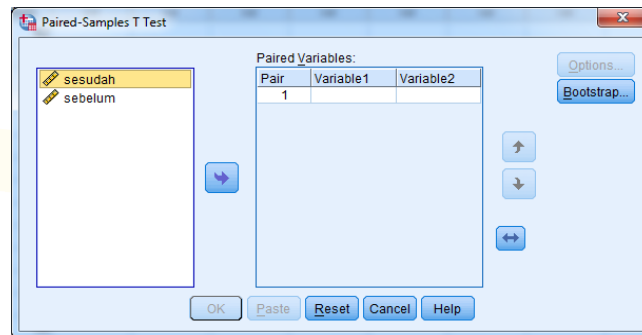 Paired-Samples T Test
Paired Variables:
sesudah
sebelum
Pair Variable1 Variable2
1
Options...
Bootstrap...
OK Paste Reset Cancel Help